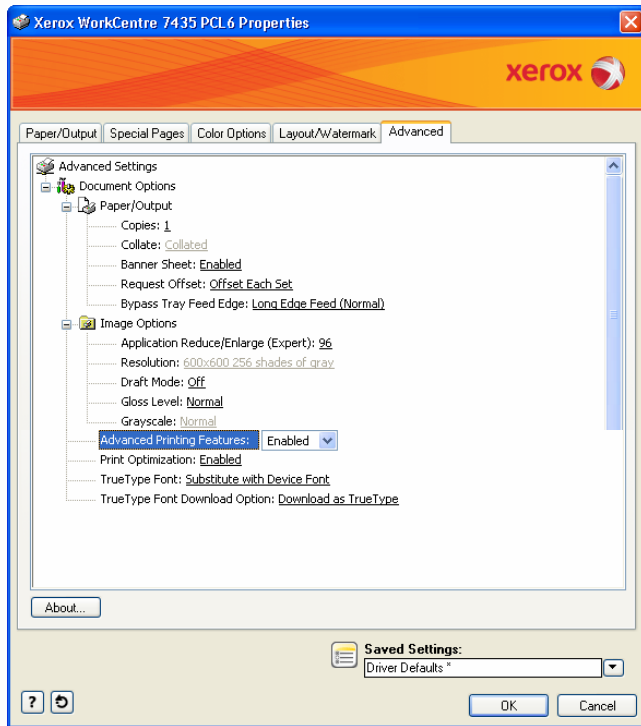 Xerox WorkCentre 7435 PCL6 Properties
xerox
Paper/Output Special Pages Color Options Layout/Watermark Advanced
Advanced Settings
Document Options
Paper/Output
Copies: 1
Collate: Collated
Banner Sheet: Enabled
Request Offset: Offset Each Set
Bypass Tray Feed Edge: Long Edge Feed (Normal)
Image Options
Application Reduce/Enlarge (Expert): 96
Resolution: 600x600 256 shades of gray
Draft Mode: Off
Gloss Level: Normal
Grayscale: Normal
Advanced Printing Features: Enabled
Print Optimization: Enabled
TrueType Font: Substitute with Device Font
TrueType Font Download Option: Download as TrueType
About...
Saved Settings:
Driver Defaults *
? OK Cancel